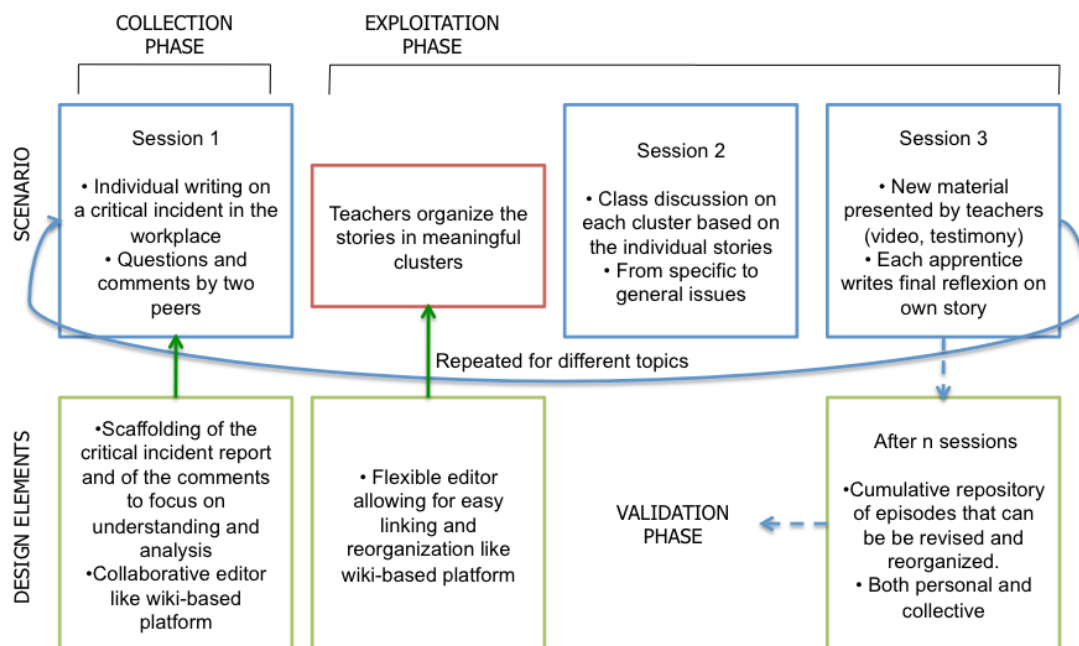 COLLECTION
PHASE
EXPLOITATION
PHASE
SCENARIO
Session 1
• Individual writing on
a critical incident in the
workplace
• Questions and
comments by two
peers
Teachers organize the
stories in meaningful
clusters
Session 2
• Class discussion on
each cluster based on
the individual stories
• From specific to
general issues
Session 3
• New material
presented by teachers
(video, testimony)
• Each apprentice
writes final reflexion on
own story
Repeated for different topics
DESIGN ELEMENTS
•Scaffolding of the
critical incident report
and of the comments
to focus on
understanding and
analysis
•Collaborative editor
like wiki-based
platform
• Flexible editor
allowing for easy
linking and
reorganization like
wiki-based platform
VALIDATION
PHASE
After n sessions
•Cumulative repository
of episodes that can
be be revised and
reorganized.
• Both personal and
collective